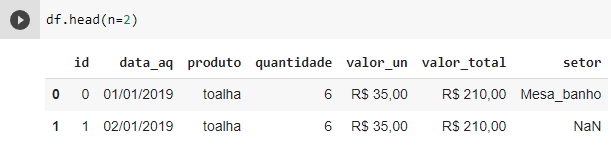 df.head(n=2)
id data_aq produto quantidade valor_un valor_total setor
0 0 01/01/2019 toalha 6 R$ 35,00 R$ 210,00 Mesa_banho
1 1 02/01/2019 toalha 6 R$ 35,00 R$ 210,00 NaN